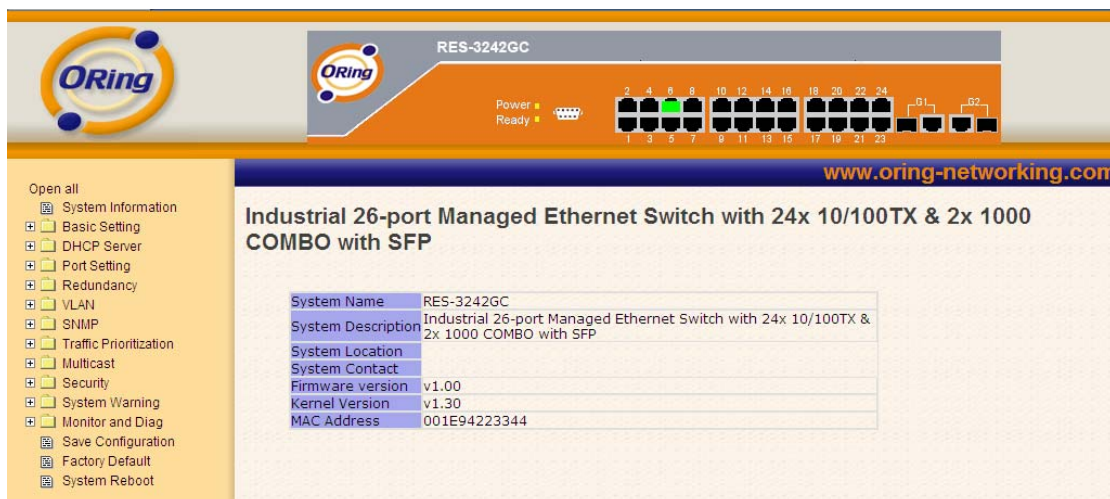 ORing
ORing
RES-3242GC
Power
Ready
2 4 6 8 10 12 14 16 18 20 22 24
G1 G2
1 3 5 7 9 11 13 15 17 19 21 23
www.oring-networking.com
Open all
System Information
Basic Setting
DHCP Server
Port Setting
Redundancy
VLAN
SNMP
Traffic Prioritization
Multicast
Security
System Warning
Monitor and Diag
Save Configuration
Factory Default
System Reboot
Industrial 26-port Managed Ethernet Switch with 24x 10/100TX & 2x 1000
COMBO with SFP
System Name RES-3242GC
System Description Industrial 26-port Managed Ethernet Switch with 24x 10/100TX &
2x 1000 COMBO with SFP
System Location
System Contact
Firmware version v1.00
Kernel Version v1.30
MAC Address 001E94223344